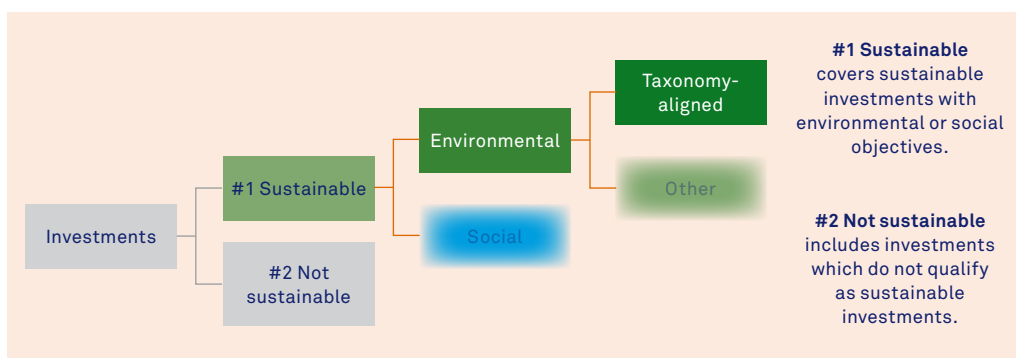 Investments
#1 Sustainable
#2 Not
sustainable
Environmental
Social
Taxonomy-
aligned
Other
#1 Sustainable
covers sustainable
investments with
environmental or social
objectives.
#2 Not sustainable
includes investments
which do not qualify
as sustainable
investments.